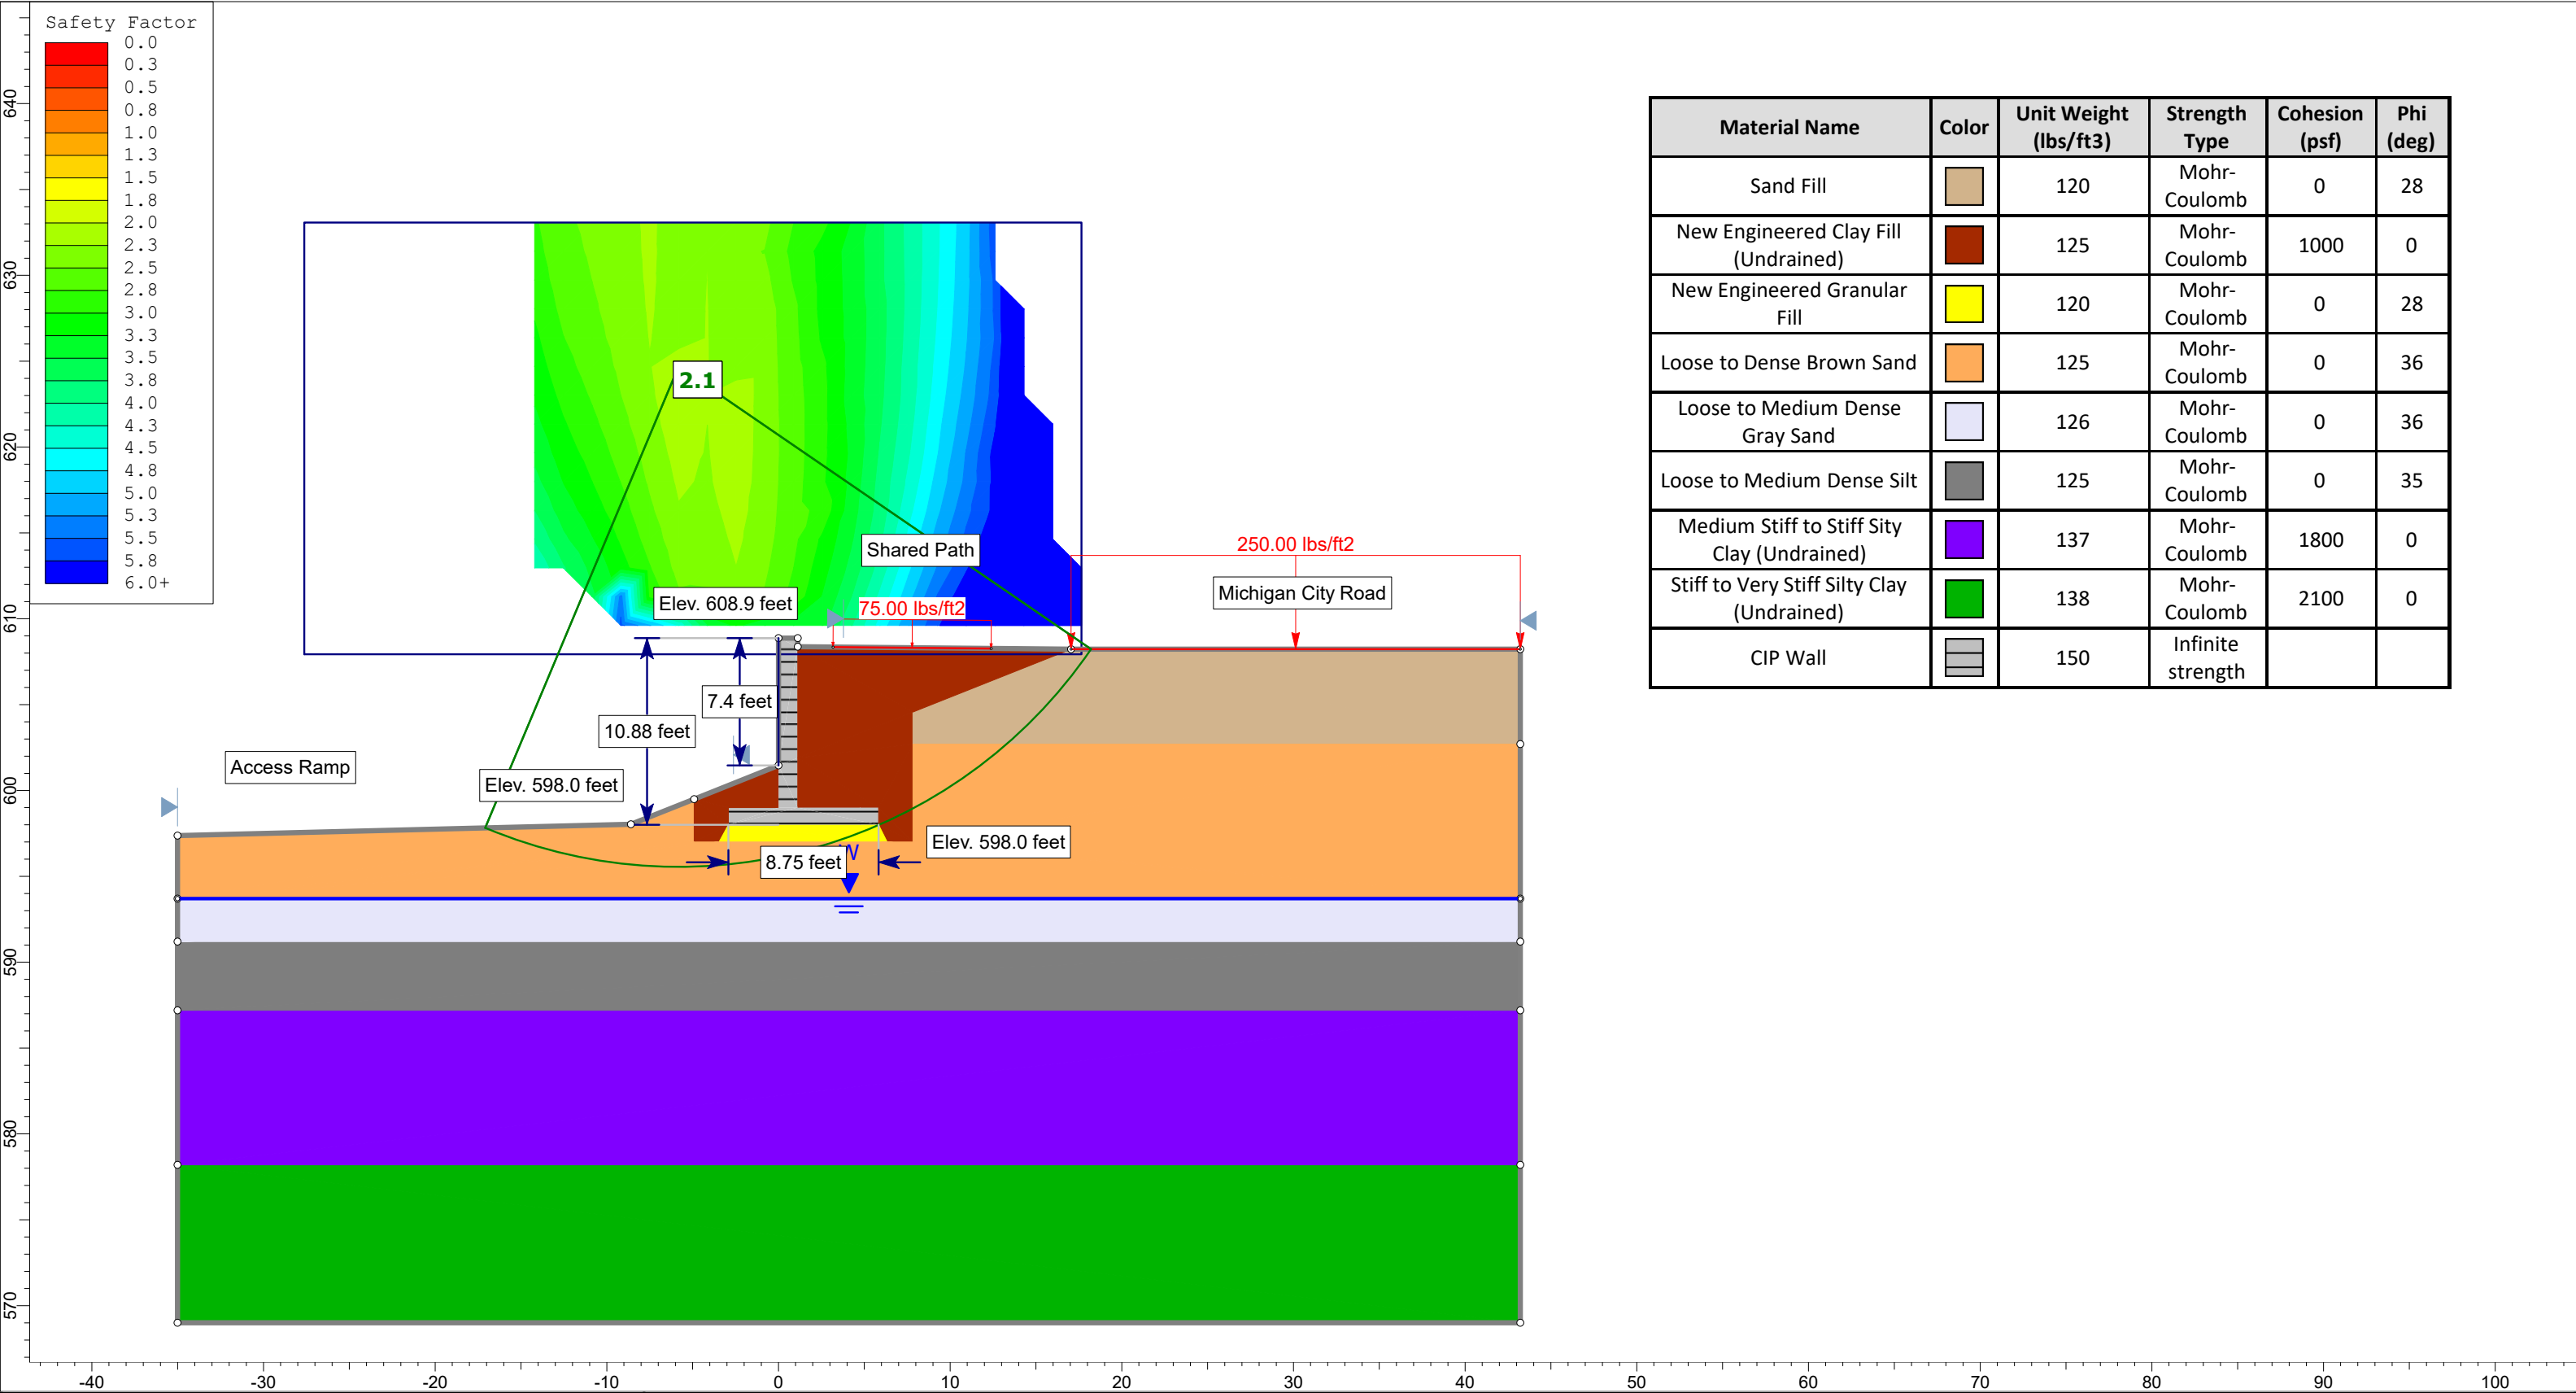 Safety Factor
0.0
0.3
0.5
0.8
1.0
1.3
1.5
1.8
2.0
2.3
2.5
2.8
3.0
3.3
3.5
3.8
4.0
4.3
4.5
4.8
5.0
5.3
5.5
5.8
6.0+
640
630
620
610
600
590
580
570
2.1
Shared Path
250.00 lbs/ft2
Michigan City Road
Elev. 608.9 feet
75.00 lbs/ft2
7.4 feet
10.88 feet
Access Ramp
Elev. 598.0 feet
Elev. 598.0 feet
8.75 feet
W
-40 -30 -20 -10 0 10 20 30 40 50 60 70 80 90 100
Material Name Color Unit Weight (lbs/ft3) Strength Type Cohesion (psf) Phi (deg)
Sand Fill 120 Mohr-Coulomb 0 28
New Engineered Clay Fill (Undrained) 125 Mohr-Coulomb 1000 0
New Engineered Granular Fill 120 Mohr-Coulomb 0 28
Loose to Dense Brown Sand 125 Mohr-Coulomb 0 36
Loose to Medium Dense Gray Sand 126 Mohr-Coulomb 0 36
Loose to Medium Dense Silt 125 Mohr-Coulomb 0 35
Medium Stiff to Stiff Sity Clay (Undrained) 137 Mohr-Coulomb 1800 0
Stiff to Very Stiff Silty Clay (Undrained) 138 Mohr-Coulomb 2100 0
CIP Wall 150 Infinite strength